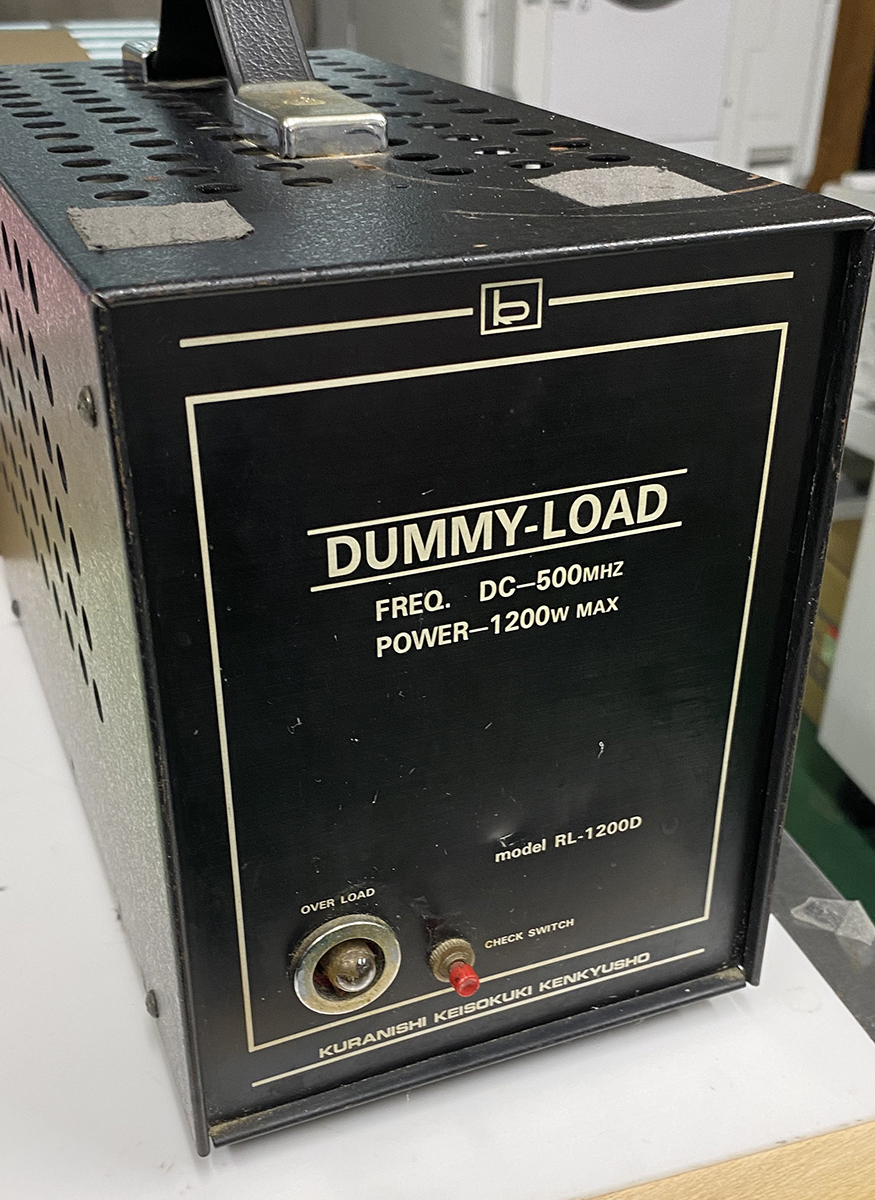 DUMMY-LOAD
FREQ. DC–500MHZ
POWER–1200W MAX
model RL-1200D
OVER LOAD
CHECK SWITCH
KURANISHI KEISOKUKI KENKYUSHO